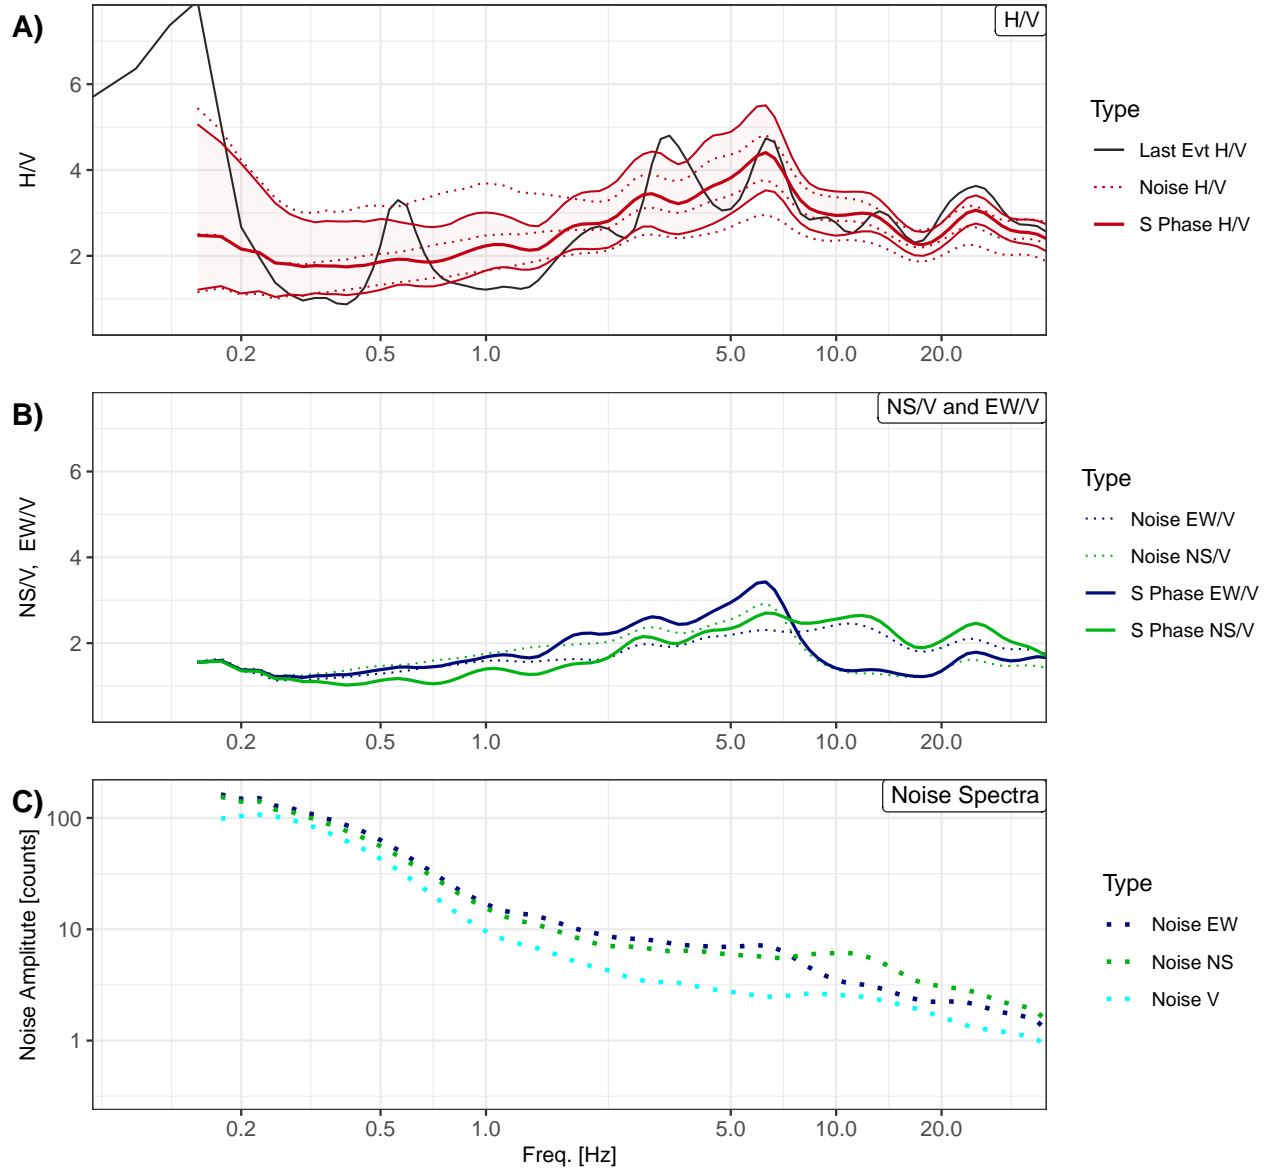 A)
H/V
H/V
6
4
2
0.2 0.5 1.0 5.0 10.0 20.0
Type
Last Evt H/V
Noise H/V
S Phase H/V
B)
NS/V and EW/V
NS/V, EW/V
6
4
2
0.2 0.5 1.0 5.0 10.0 20.0
Type
Noise EW/V
Noise NS/V
S Phase EW/V
S Phase NS/V
C)
Noise Spectra
Noise Amplitute [counts]
100
10
1
0.2 0.5 1.0 5.0 10.0 20.0
Freq. [Hz]
Type
Noise EW
Noise NS
Noise V